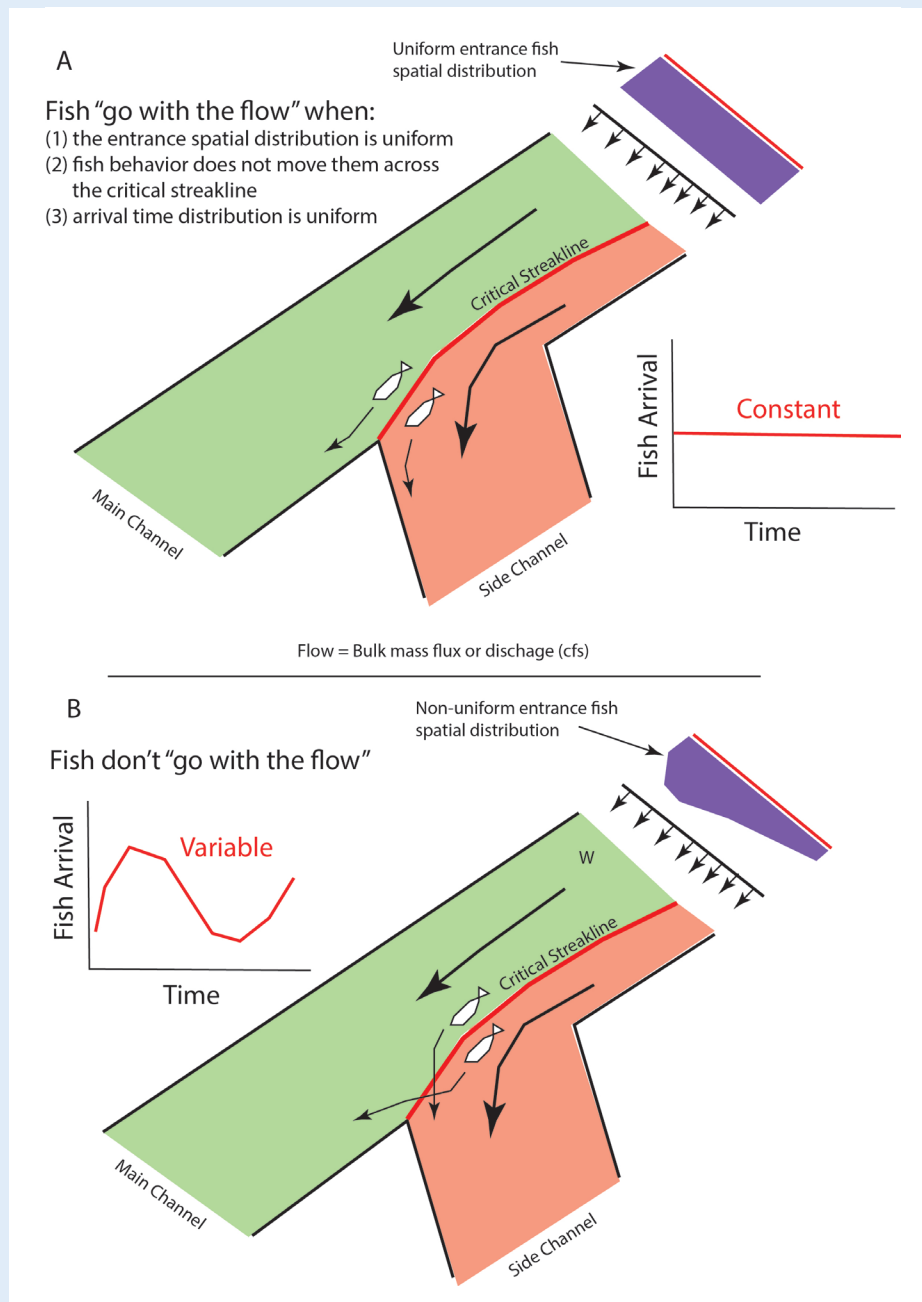 A
Uniform entrance fish
spatial distribution
Fish “go with the flow” when:
(1) the entrance spatial distribution is uniform
(2) fish behavior does not move them across
the critical streakline
(3) arrival time distribution is uniform
Critical Streakline
Fish Arrival
Constant
Time
Main Channel
Side Channel
Flow = Bulk mass flux or dischage (cfs)
B
Non-uniform entrance fish
spatial distribution
Fish don’t “go with the flow”
Fish Arrival
Variable
Time
W
Critical Streakline
Main Channel
Side Channel